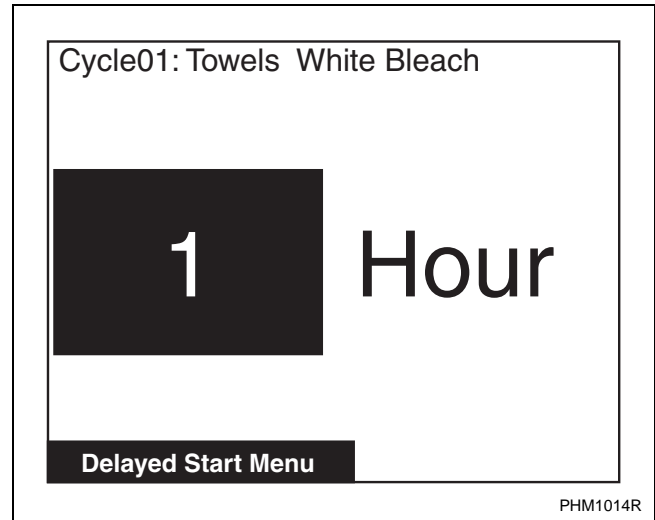 Cycle01: Towels  White Bleach
1 Hour
Delayed Start Menu
PHM1014R